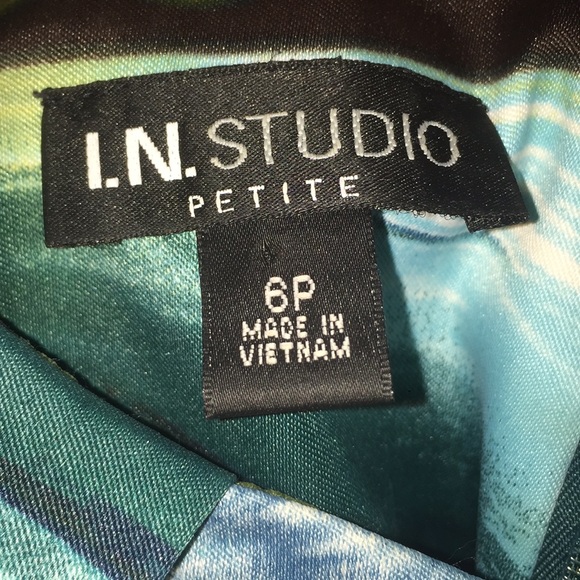 I.N. STUDIO
PETITE
6P
MADE IN
VIETNAM